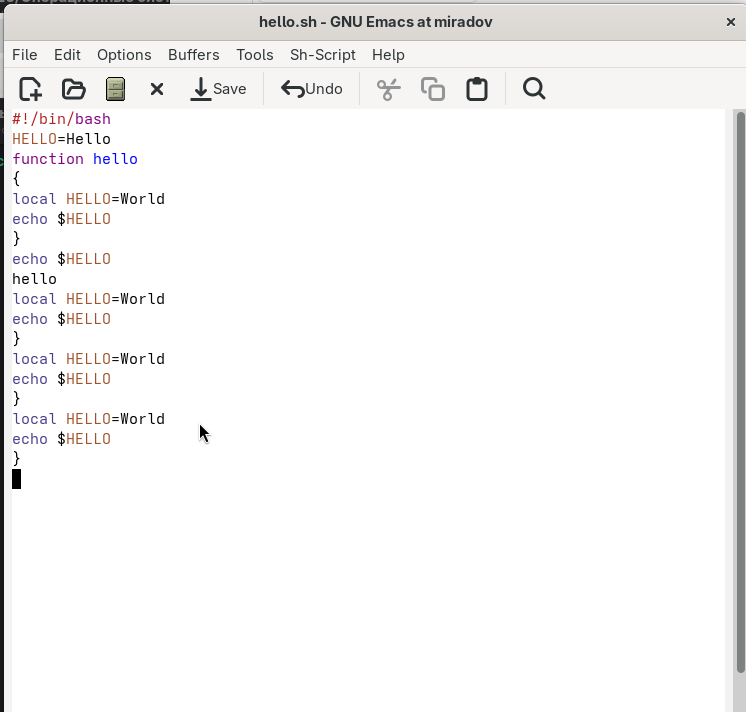 hello.sh - GNU Emacs at miradov
File Edit Options Buffers Tools Sh-Script Help
Save Undo
#!/bin/bash
HELLO=Hello
function hello
{
local HELLO=World
echo $HELLO
}
echo $HELLO
hello
local HELLO=World
echo $HELLO
}
local HELLO=World
echo $HELLO
}
local HELLO=World
echo $HELLO
}